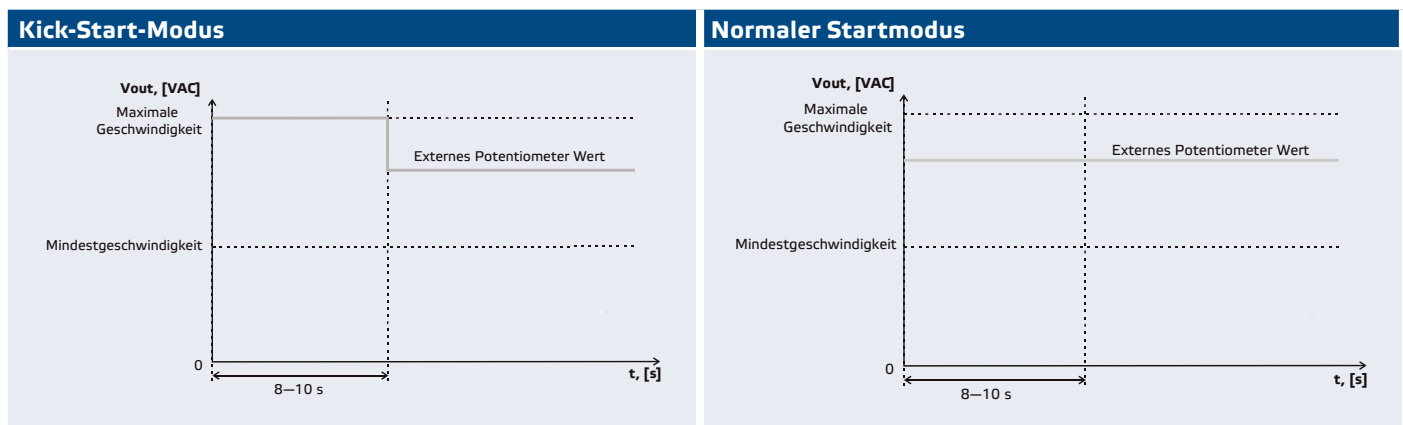 Kick-Start-Modus
Vout, [VAC]
Maximale
Geschwindigkeit
Externes Potentiometer Wert
Mindestgeschwindigkeit
0
t, [s]
8—10 s
Normaler Startmodus
Vout, [VAC]
Maximale
Geschwindigkeit
Externes Potentiometer Wert
Mindestgeschwindigkeit
0
t, [s]
8—10 s